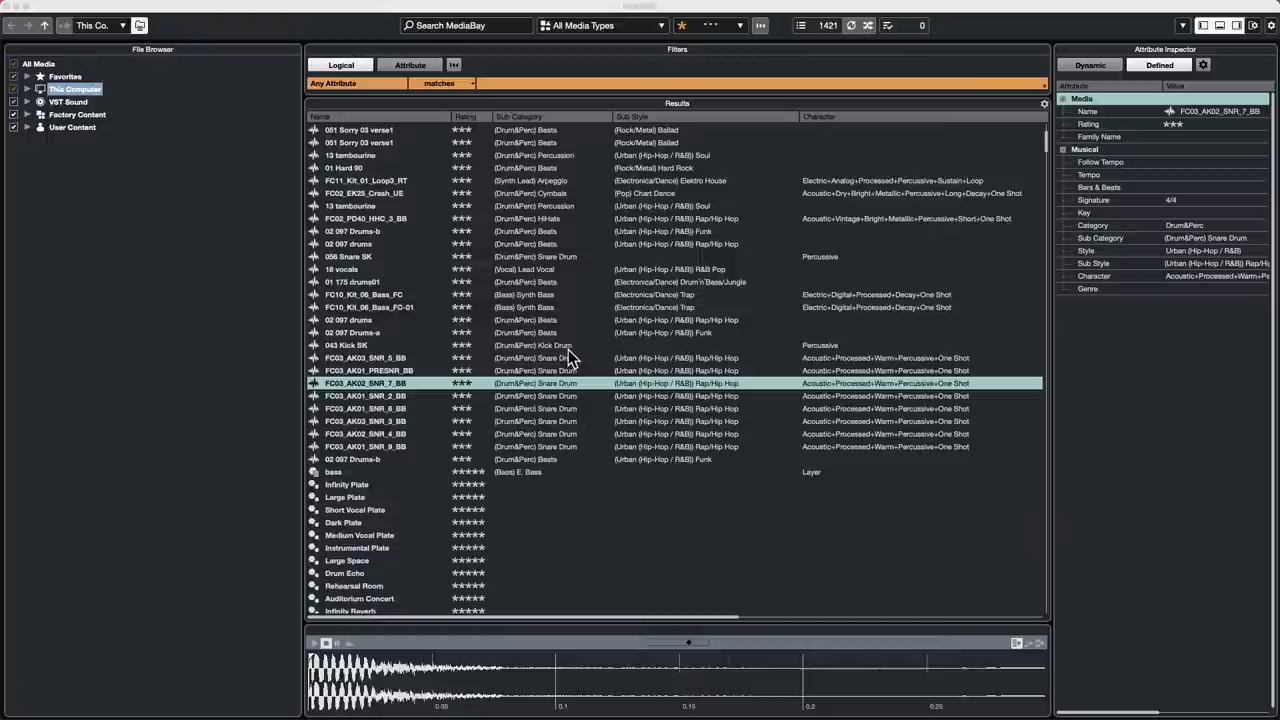 This Co.
Search MediaBay
All Media Types
1421
0
File Browser
All Media
Favorites
This Computer
VST Sound
Factory Content
User Content
Filters
Logical Attribute
Any Attribute matches
Results
Name Rating Sub Category Sub Style Character
051 Sorry 03 verse1 *** (Drum&Perc) Beats (Rock/Metal) Ballad
051 Sorry 03 verse1 *** (Drum&Perc) Beats (Rock/Metal) Ballad
13 tambourine *** (Drum&Perc) Percussion (Urban (Hip-Hop / R&B)) Soul
01 Hard 90 *** (Drum&Perc) Beats (Rock/Metal) Hard Rock
FC11_Kit_01_Loop3_RT *** (Synth Lead) Arpeggio (Electronica/Dance) Elektro House Electric+Analog+Processed+Percussive+Sustain+Loop
FC02_EK25_Crash_UE *** (Drum&Perc) Cymbals (Pop) Chart Dance Acoustic+Dry+Bright+Metallic+Percussive+Long+Decay+One Shot
13 tambourine *** (Drum&Perc) Percussion (Urban (Hip-Hop / R&B)) Soul
FC02_PD40_HHC_3_BB *** (Drum&Perc) HiHats (Urban (Hip-Hop / R&B)) Rap/Hip Hop Acoustic+Vintage+Bright+Metallic+Percussive+Short+One Shot
02 097 Drums-b *** (Drum&Perc) Beats (Urban (Hip-Hop / R&B)) Funk
02 097 drums *** (Drum&Perc) Beats (Urban (Hip-Hop / R&B)) Rap/Hip Hop
056 Snare SK *** (Drum&Perc) Snare Drum Percussive
18 vocals *** (Vocal) Lead Vocal (Urban (Hip-Hop / R&B)) R&B Pop
01 175 drums01 *** (Drum&Perc) Beats (Electronica/Dance) Drum'n'Bass/Jungle
FC10_Kit_06_Bass_FC *** (Bass) Synth Bass (Electronica/Dance) Trap Electric+Digital+Processed+Decay+One Shot
FC10_Kit_06_Bass_FC-01 *** (Bass) Synth Bass (Electronica/Dance) Trap Electric+Digital+Processed+Decay+One Shot
02 097 drums *** (Drum&Perc) Beats (Urban (Hip-Hop / R&B)) Rap/Hip Hop
02 097 Drums-a *** (Drum&Perc) Beats (Urban (Hip-Hop / R&B)) Funk
043 Kick SK *** (Drum&Perc) Kick Drum Percussive
FC03_AK03_SNR_5_BB *** (Drum&Perc) Snare Drum (Urban (Hip-Hop / R&B)) Rap/Hip Hop Acoustic+Processed+Warm+Percussive+One Shot
FC03_AK01_PRESNR_BB *** (Drum&Perc) Snare Drum (Urban (Hip-Hop / R&B)) Rap/Hip Hop Acoustic+Processed+Warm+Percussive+One Shot
FC03_AK02_SNR_7_BB *** (Drum&Perc) Snare Drum (Urban (Hip-Hop / R&B)) Rap/Hip Hop Acoustic+Processed+Warm+Percussive+One Shot
FC03_AK01_SNR_2_BB *** (Drum&Perc) Snare Drum (Urban (Hip-Hop / R&B)) Rap/Hip Hop Acoustic+Processed+Warm+Percussive+One Shot
FC03_AK01_SNR_6_BB *** (Drum&Perc) Snare Drum (Urban (Hip-Hop / R&B)) Rap/Hip Hop Acoustic+Processed+Warm+Percussive+One Shot
FC03_AK03_SNR_3_BB *** (Drum&Perc) Snare Drum (Urban (Hip-Hop / R&B)) Rap/Hip Hop Acoustic+Processed+Warm+Percussive+One Shot
FC03_AK02_SNR_4_BB *** (Drum&Perc) Snare Drum (Urban (Hip-Hop / R&B)) Rap/Hip Hop Acoustic+Processed+Warm+Percussive+One Shot
FC03_AK01_SNR_9_BB *** (Drum&Perc) Snare Drum (Urban (Hip-Hop / R&B)) Rap/Hip Hop Acoustic+Processed+Warm+Percussive+One Shot
02 097 Drums-b *** (Drum&Perc) Beats (Urban (Hip-Hop / R&B)) Funk
bass ***** (Bass) E. Bass Layer
Infinity Plate *****
Large Plate *****
Short Vocal Plate *****
Dark Plate *****
Medium Vocal Plate *****
Instrumental Plate *****
Large Space *****
Drum Echo *****
Rehearsal Room *****
Auditorium Concert *****
Infinity Reverb *****
0.05 0.1 0.15 0.2 0.25
Attribute Inspector
Dynamic Defined
Attribute Value
Media
Name FC03_AK02_SNR_7_BB
Rating ***
Family Name
Musical
Follow Tempo
Tempo
Bars & Beats
Signature 4/4
Key
Category Drum&Perc
Sub Category (Drum&Perc) Snare Drum
Style Urban (Hip-Hop / R&B)
Sub Style (Urban (Hip-Hop / R&B)) Rap/Hi
Character Acoustic+Processed+Warm+Pe
Genre